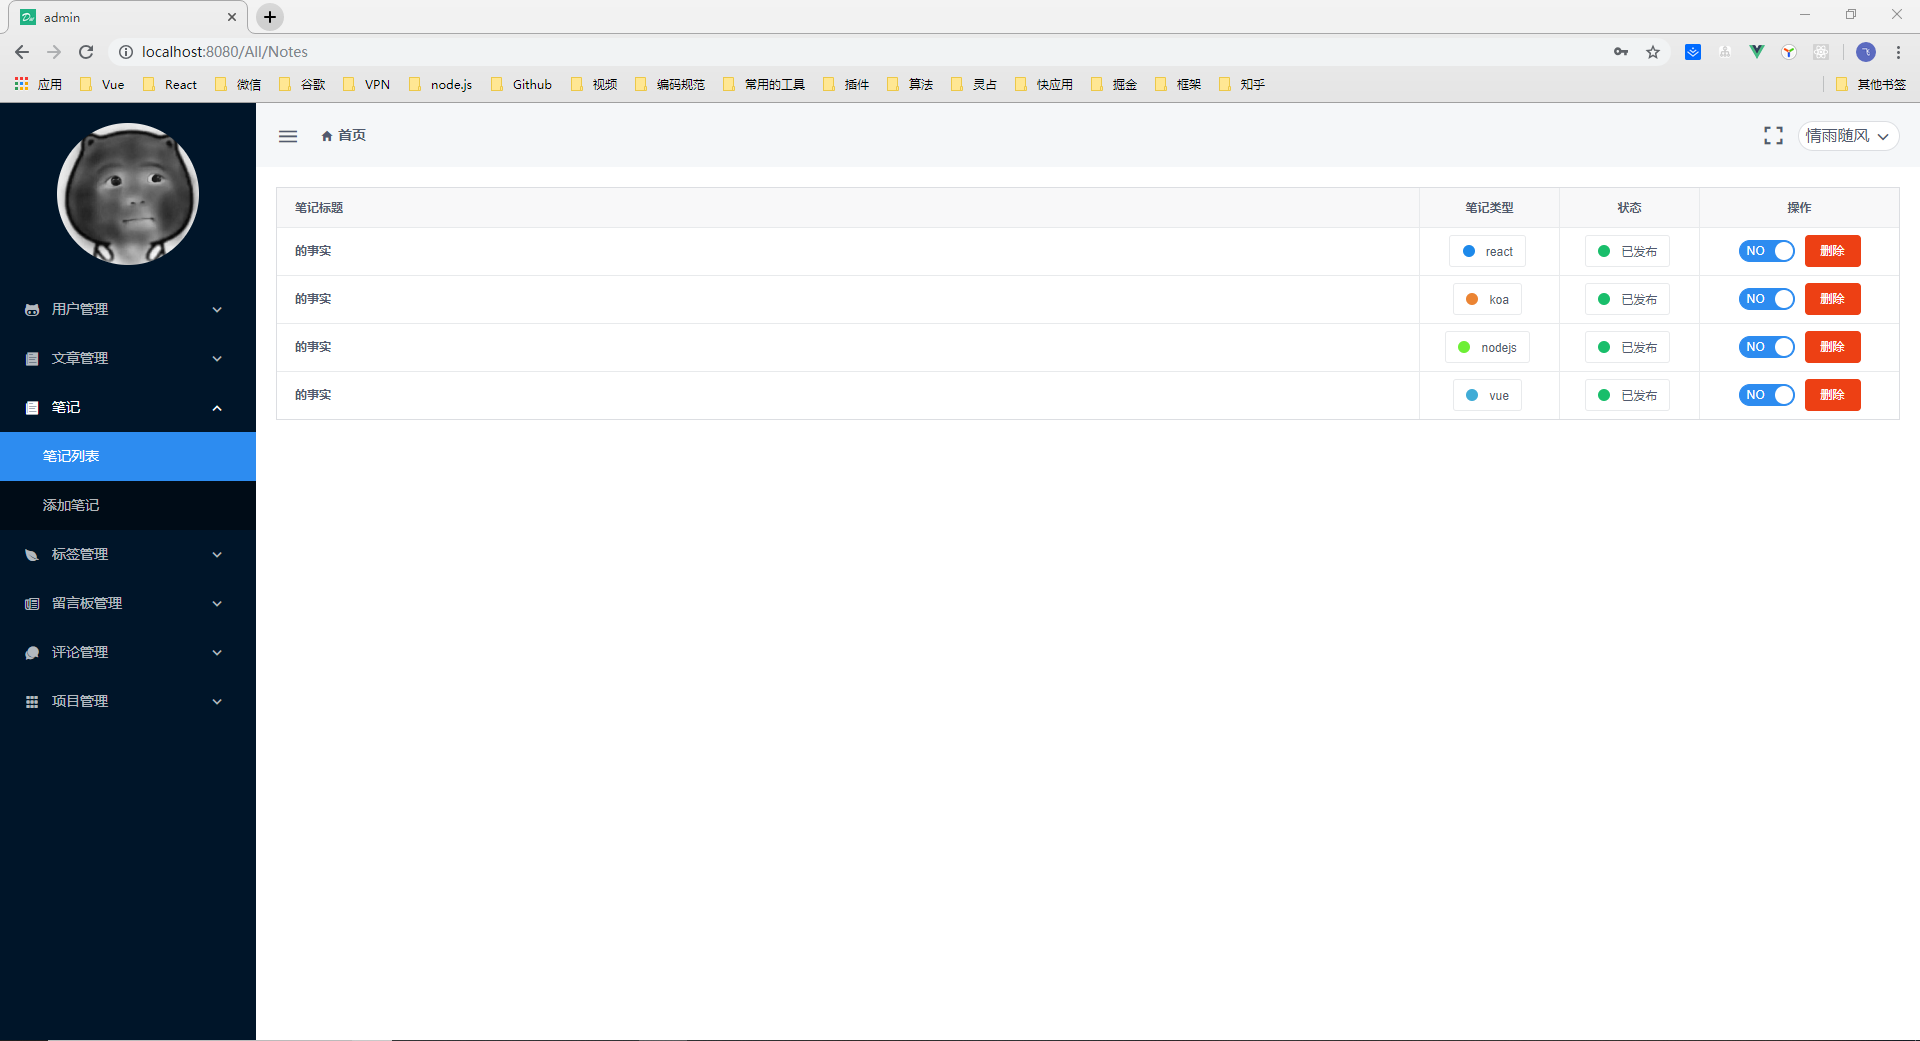 admin
localhost:8080/All/Notes
应用 Vue React 微信 谷歌 VPN node.js Github 视频 编码规范 常用的工具 插件 算法 灵占 快应用 掘金 框架 知乎 其他书签
首页 情雨随风
用户管理
文章管理
笔记
笔记列表
添加笔记
标签管理
留言板管理
评论管理
项目管理
笔记标题 笔记类型 状态 操作
的事实 react 已发布 NO 删除
的事实 koa 已发布 NO 删除
的事实 nodejs 已发布 NO 删除
的事实 vue 已发布 NO 删除